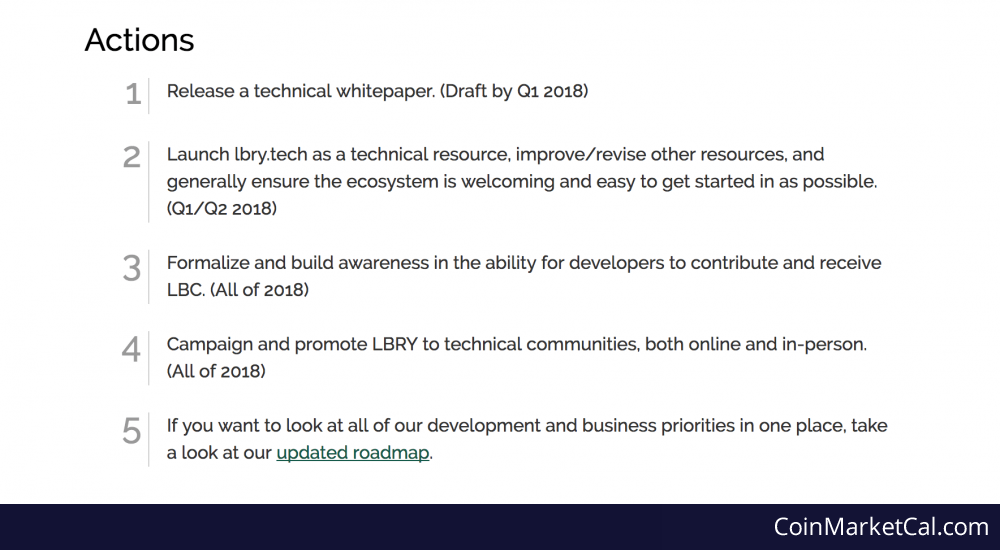 Actions
1
Release a technical whitepaper. (Draft by Q1 2018)
2
Launch lbry.tech as a technical resource, improve/revise other resources, and
generally ensure the ecosystem is welcoming and easy to get started in as possible.
(Q1/Q2 2018)
3
Formalize and build awareness in the ability for developers to contribute and receive
LBC. (All of 2018)
4
Campaign and promote LBRY to technical communities, both online and in-person.
(All of 2018)
5
If you want to look at all of our development and business priorities in one place, take
a look at our updated roadmap.
CoinMarketCal.com